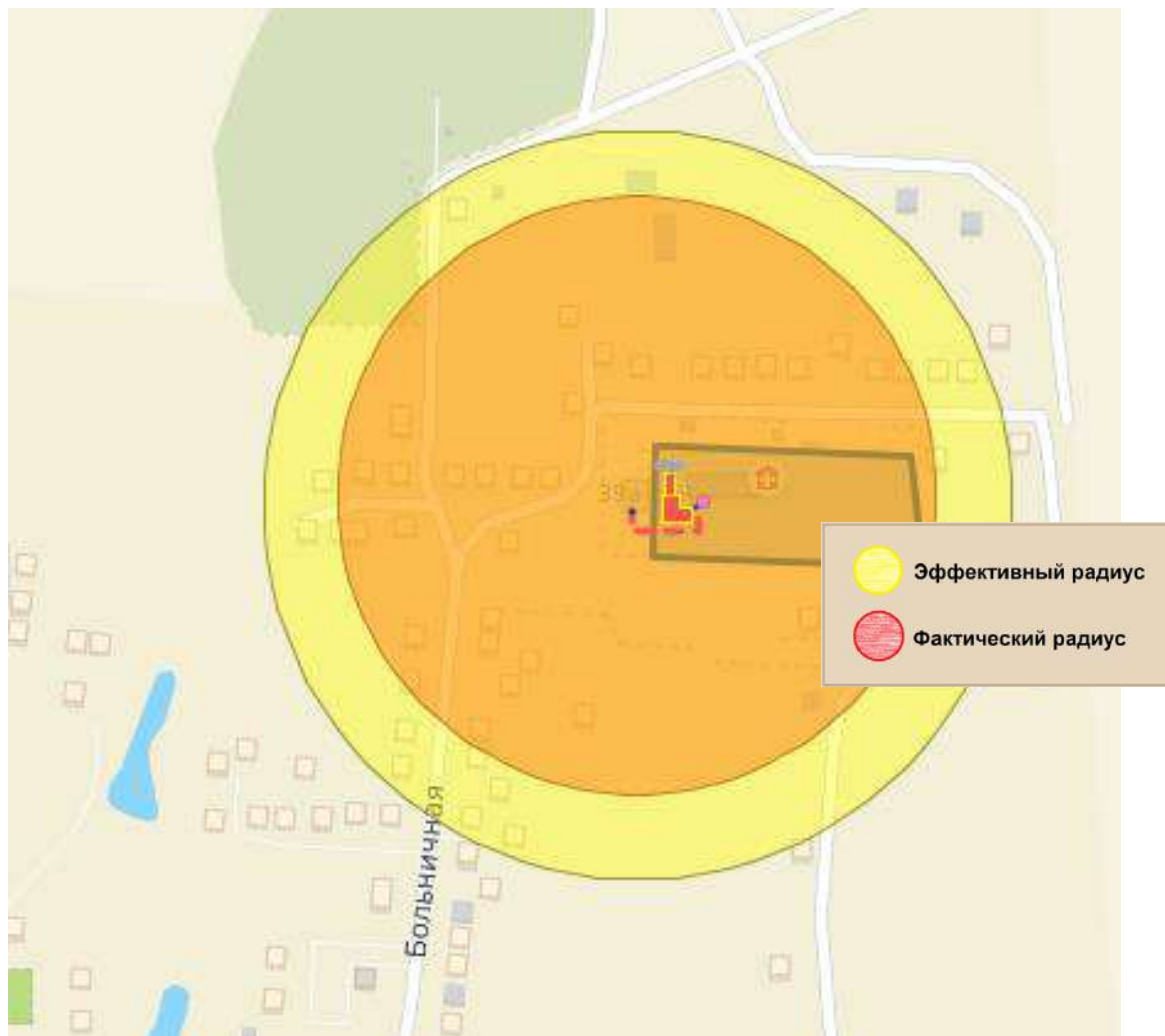 Эффективный радиус
Фактический радиус
Больничная